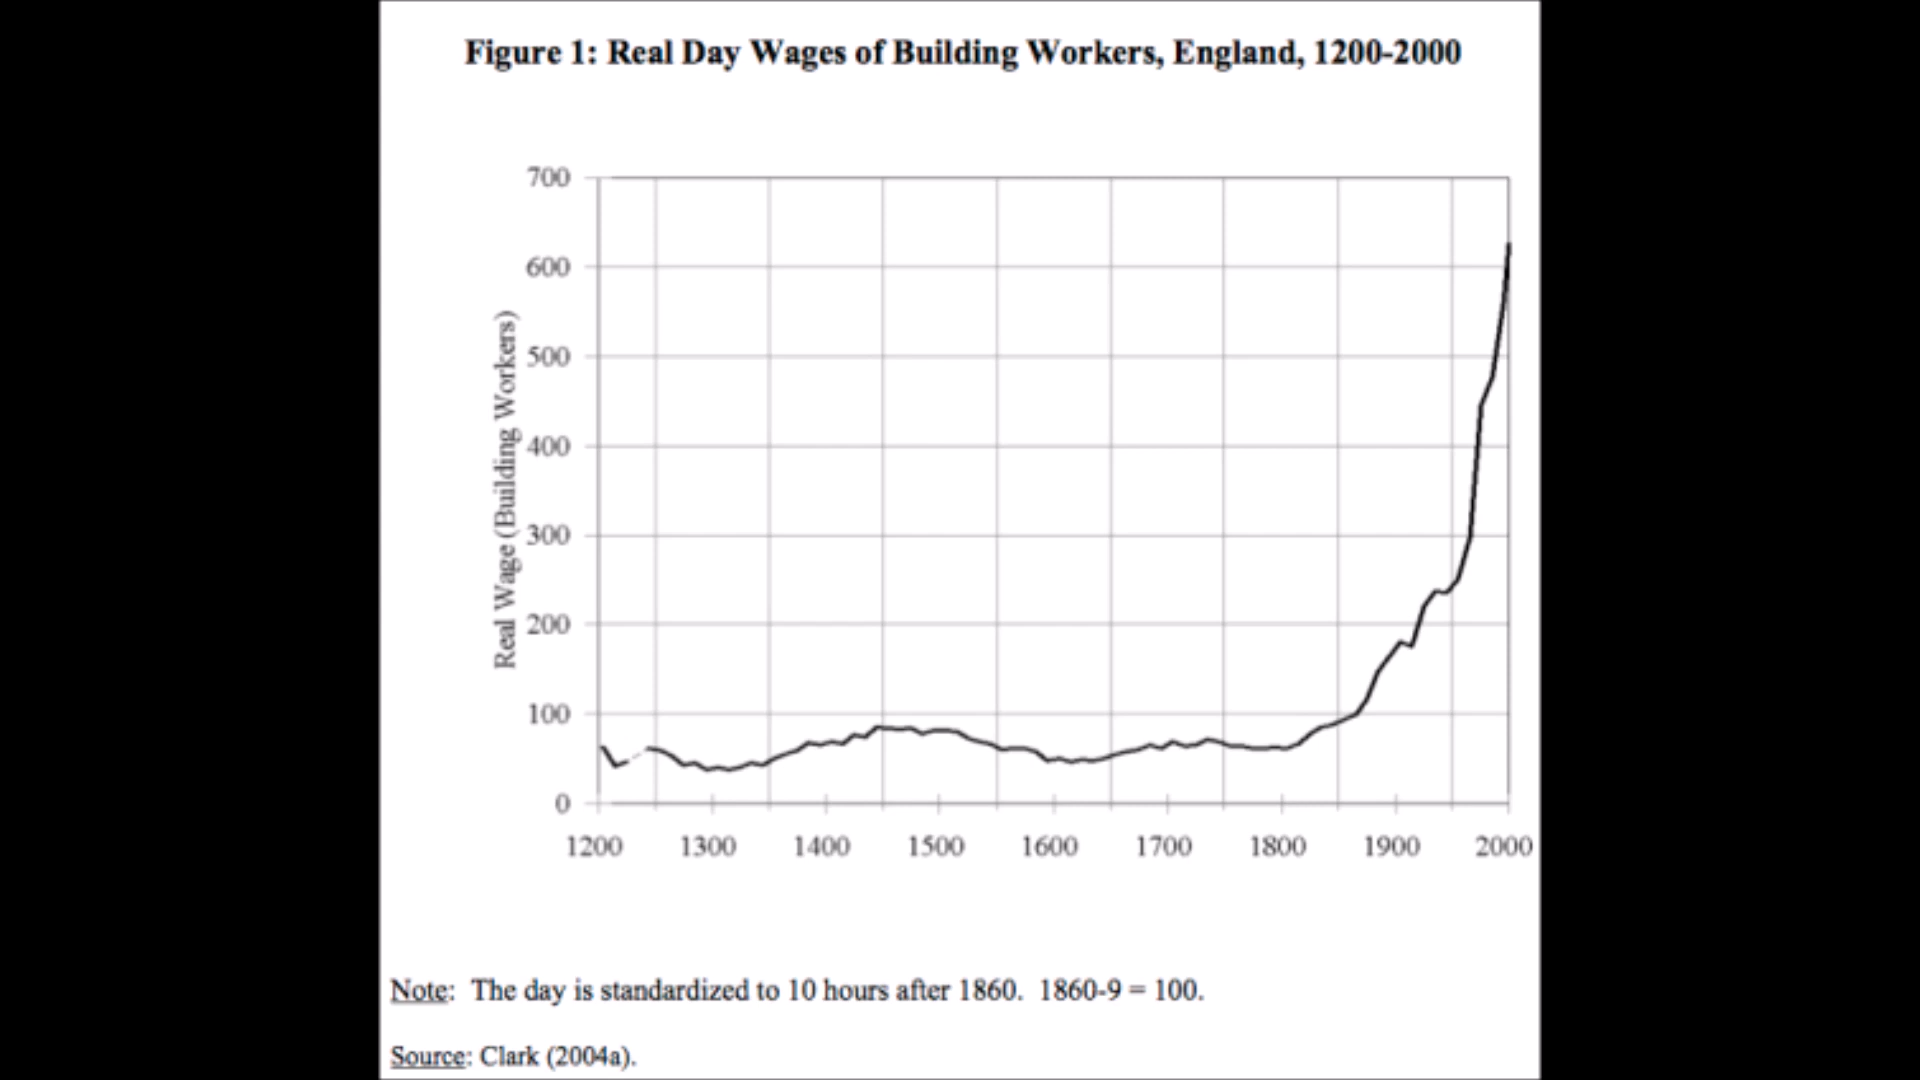 Figure 1: Real Day Wages of Building Workers, England, 1200-2000
Real Wage (Building Workers)
700
600
500
400
300
200
100
0
1200 1300 1400 1500 1600 1700 1800 1900 2000
Note: The day is standardized to 10 hours after 1860. 1860-9 = 100.
Source: Clark (2004a).